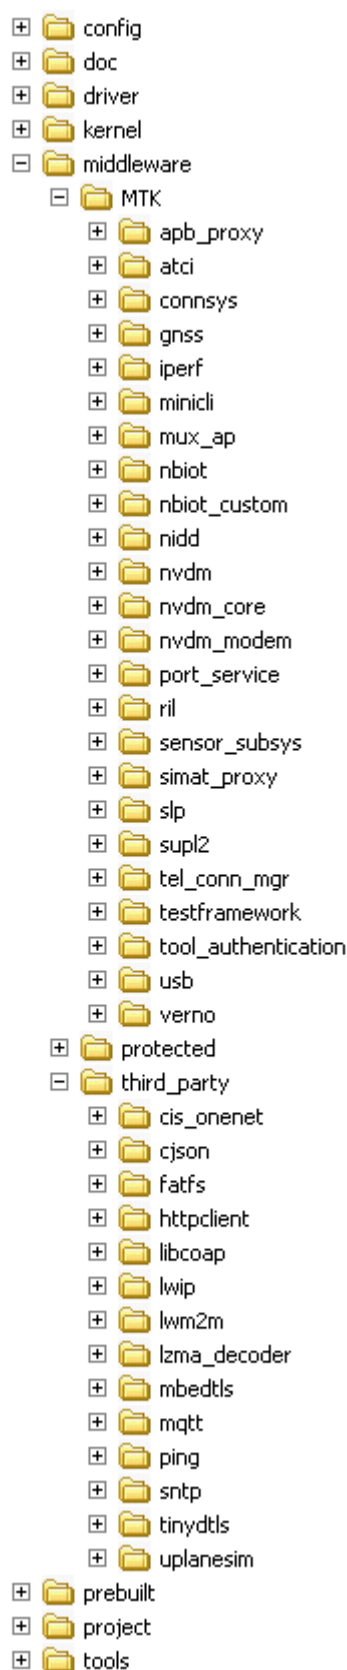 config
doc
driver
kernel
middleware
MTK
apb_proxy
atci
connsys
gnss
iperf
minicli
mux_ap
nbiot
nbiot_custom
nidd
nvdm
nvdm_core
nvdm_modem
port_service
ril
sensor_subsys
simat_proxy
slp
supl2
tel_conn_mgr
testframework
tool_authentication
usb
verno
protected
third_party
cis_onenet
cjson
fatfs
httpclient
libcoap
lwip
lwm2m
lzma_decoder
mbedtls
mqtt
ping
sntp
tinydtls
uplanesim
prebuilt
project
tools